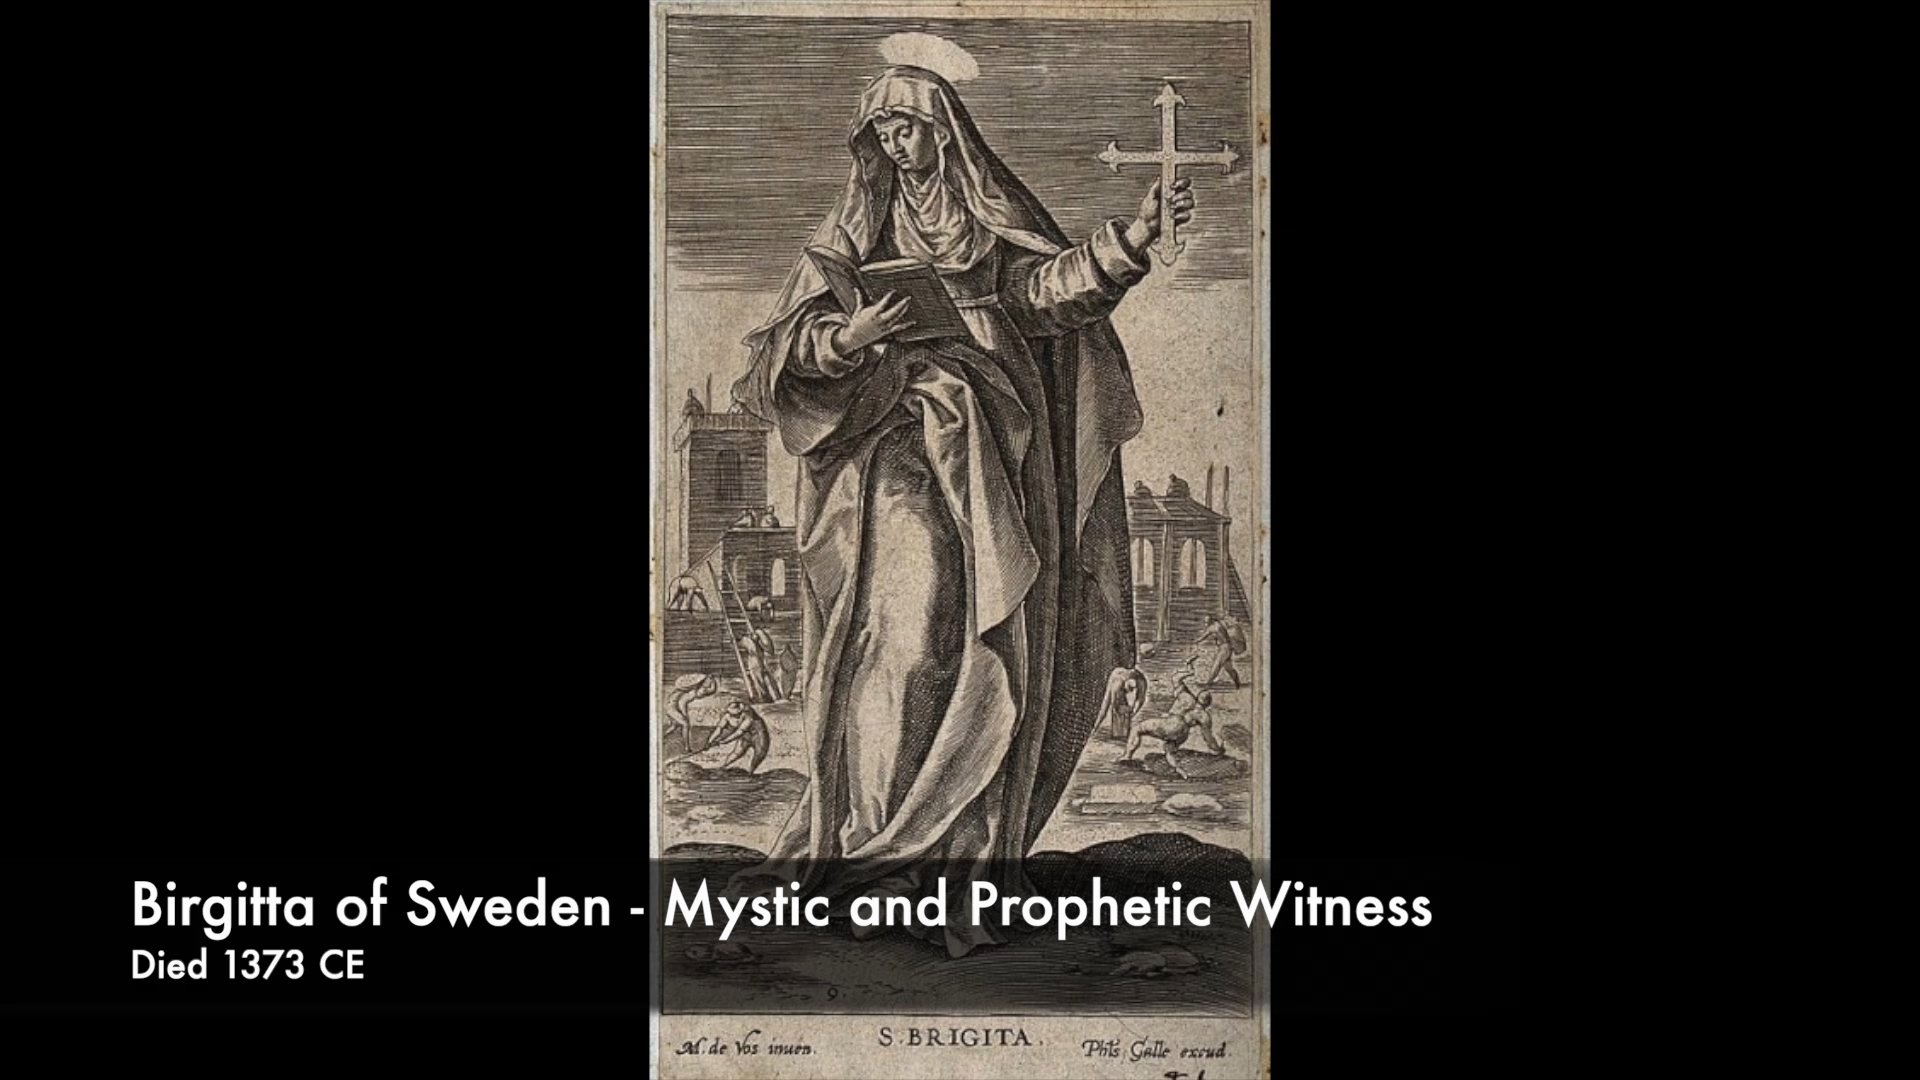 Birgitta of Sweden - Mystic and Prophetic Witness
Died 1373 CE
9.
S. BRIGITA.
M. de Vos inuen.
Phls Galle excud.